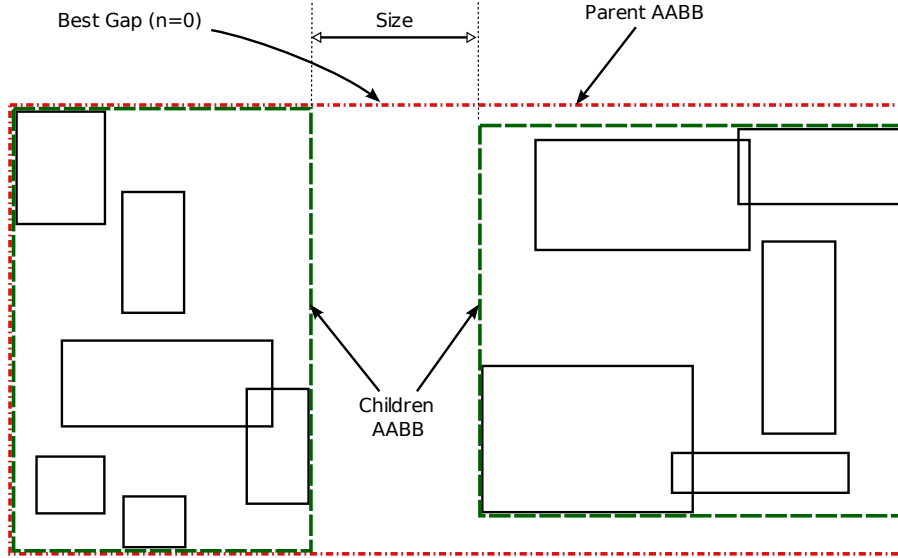 Best Gap (n=0)
Size
Parent AABB
Children
AABB